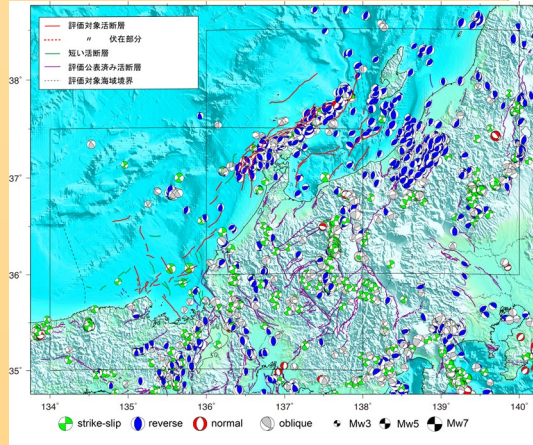 評価対象活断層
〃 伏在部分
短い活断層
評価公表済み活断層
評価対象海域境界
38°
37°
36°
35°
134° 135° 136° 137° 138° 139° 140°
strike-slip reverse normal oblique Mw3 Mw5 Mw7